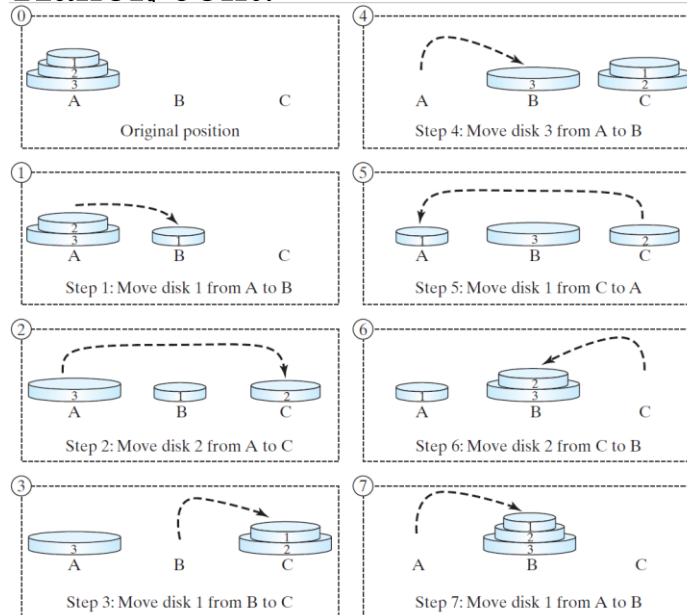 0
1
2
3
A B C
Original position
1
2
3
1
A B C
Step 1: Move disk 1 from A to B
2
3 1 2
A B C
Step 2: Move disk 2 from A to C
3
1
3 2
A B C
Step 3: Move disk 1 from B to C
4
1
3 2
A B C
Step 4: Move disk 3 from A to B
5
1 3 2
A B C
Step 5: Move disk 1 from C to A
6
2
1 3
A B C
Step 6: Move disk 2 from C to B
7
1
2
3
A B C
Step 7: Move disk 1 from A to B